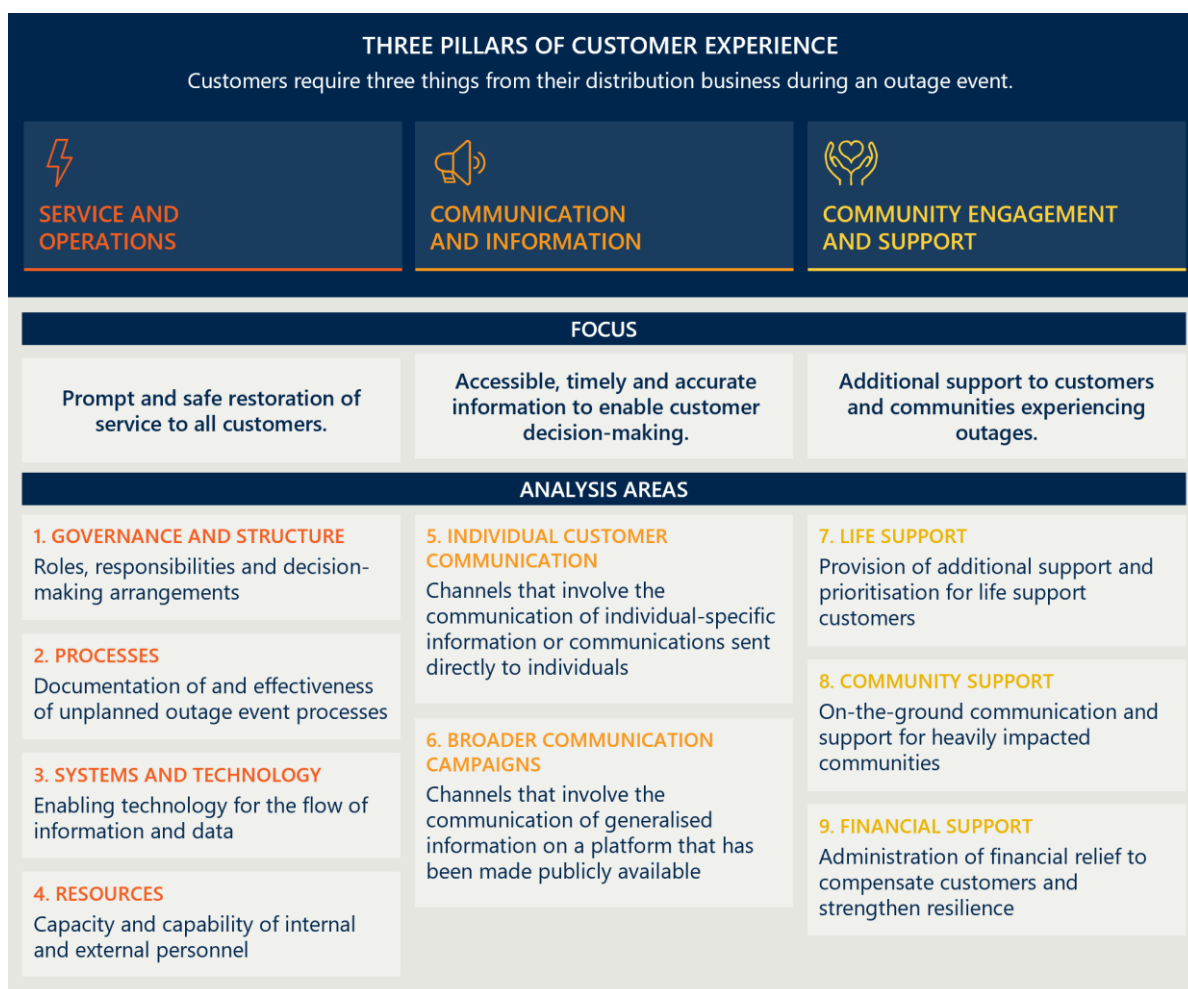 THREE PILLARS OF CUSTOMER EXPERIENCE
Customers require three things from their distribution business during an outage event.
SERVICE AND
OPERATIONS
COMMUNICATION
AND INFORMATION
COMMUNITY ENGAGEMENT
AND SUPPORT
FOCUS
Prompt and safe restoration of
service to all customers.
Accessible, timely and accurate
information to enable customer
decision-making.
Additional support to customers
and communities experiencing
outages.
ANALYSIS AREAS
1. GOVERNANCE AND STRUCTURE
Roles, responsibilities and decision-
making arrangements
2. PROCESSES
Documentation of and effectiveness
of unplanned outage event processes
3. SYSTEMS AND TECHNOLOGY
Enabling technology for the flow of
information and data
4. RESOURCES
Capacity and capability of internal
and external personnel
5. INDIVIDUAL CUSTOMER
COMMUNICATION
Channels that involve the
communication of individual-specific
information or communications sent
directly to individuals
6. BROADER COMMUNICATION
CAMPAIGNS
Channels that involve the
communication of generalised
information on a platform that has
been made publicly available
7. LIFE SUPPORT
Provision of additional support and
prioritisation for life support
customers
8. COMMUNITY SUPPORT
On-the-ground communication and
support for heavily impacted
communities
9. FINANCIAL SUPPORT
Administration of financial relief to
compensate customers and
strengthen resilience